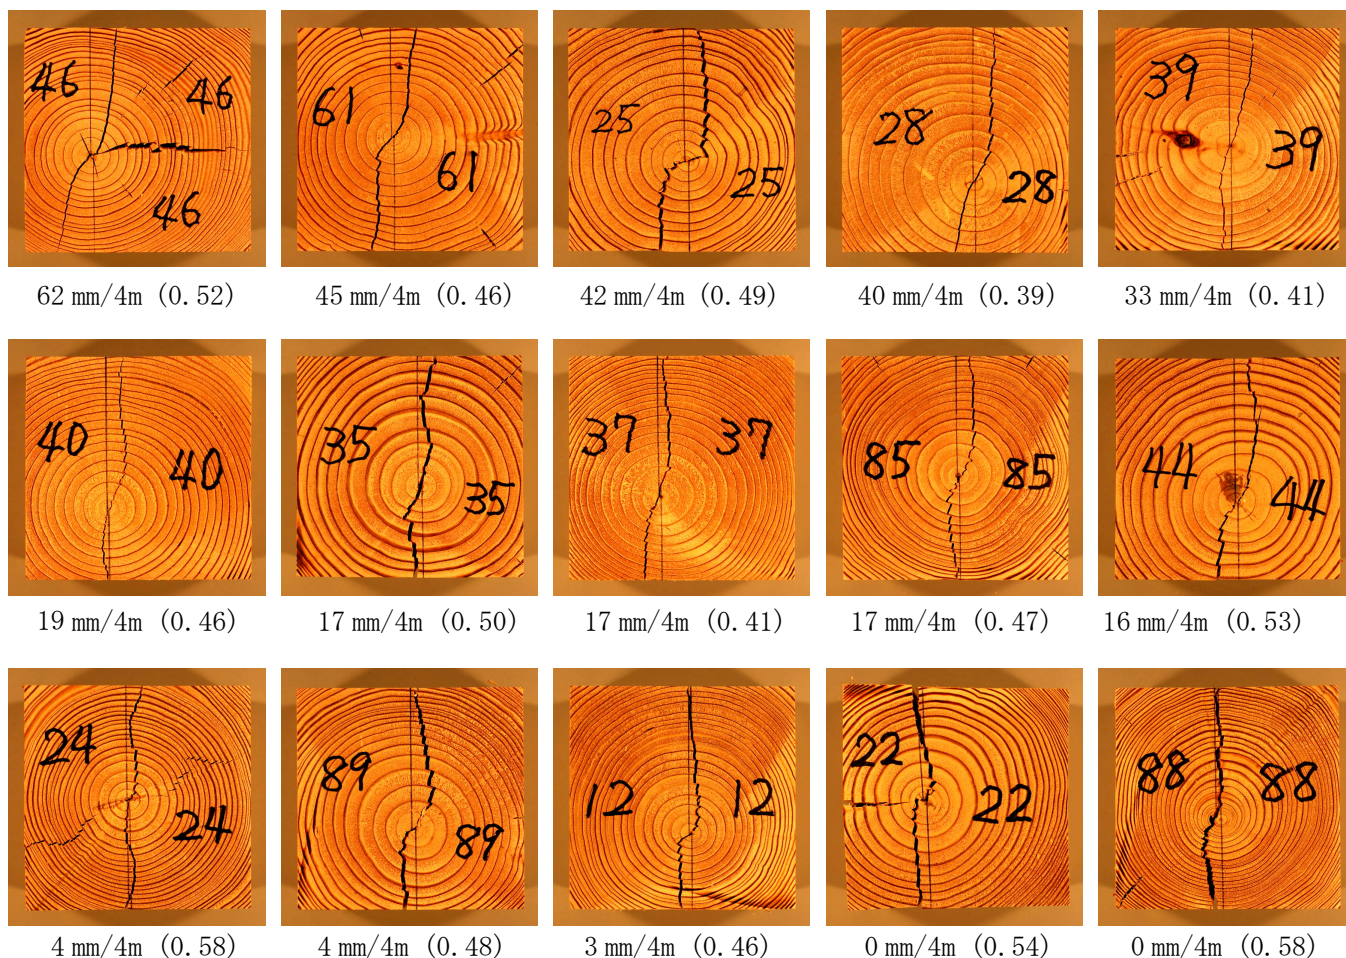 46
46
46
61
61
25
25
28
28
39
39
62 mm/4m (0.52)
45 mm/4m (0.46)
42 mm/4m (0.49)
40 mm/4m (0.39)
33 mm/4m (0.41)
40
40
35
35
37
37
85
85
44
44
19 mm/4m (0.46)
17 mm/4m (0.50)
17 mm/4m (0.41)
17 mm/4m (0.47)
16 mm/4m (0.53)
24
24
89
89
12
12
22
22
88
88
4 mm/4m (0.58)
4 mm/4m (0.48)
3 mm/4m (0.46)
0 mm/4m (0.54)
0 mm/4m (0.58)